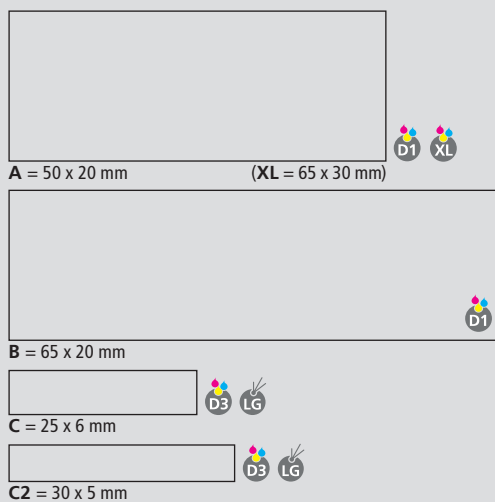 D1 XL
A = 50 x 20 mm (XL = 65 x 30 mm)
D1
B = 65 x 20 mm
D3 LG
C = 25 x 6 mm
D3 LG
C2 = 30 x 5 mm